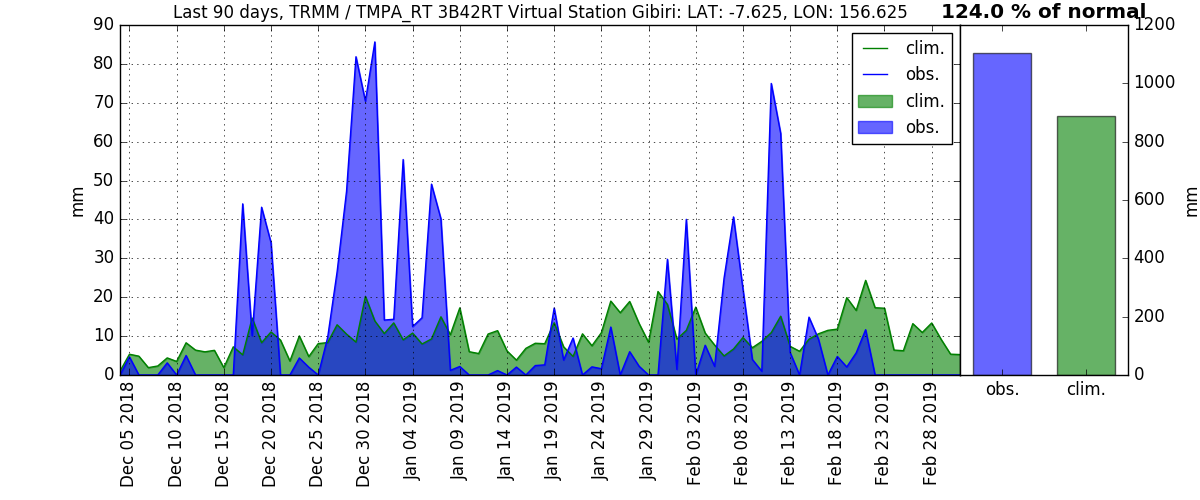 Last 90 days, TRMM / TMPA_RT 3B42RT Virtual Station Gibiri: LAT: -7.625, LON: 156.625
124.0 % of normal
90
80
70
60
50
40
30
20
10
0
mm
clim.
obs.
clim.
obs.
Dec 05 2018
Dec 10 2018
Dec 15 2018
Dec 20 2018
Dec 25 2018
Dec 30 2018
Jan 04 2019
Jan 09 2019
Jan 14 2019
Jan 19 2019
Jan 24 2019
Jan 29 2019
Feb 03 2019
Feb 08 2019
Feb 13 2019
Feb 18 2019
Feb 23 2019
Feb 28 2019
1200
1000
800
600
400
200
0
mm
obs.
clim.